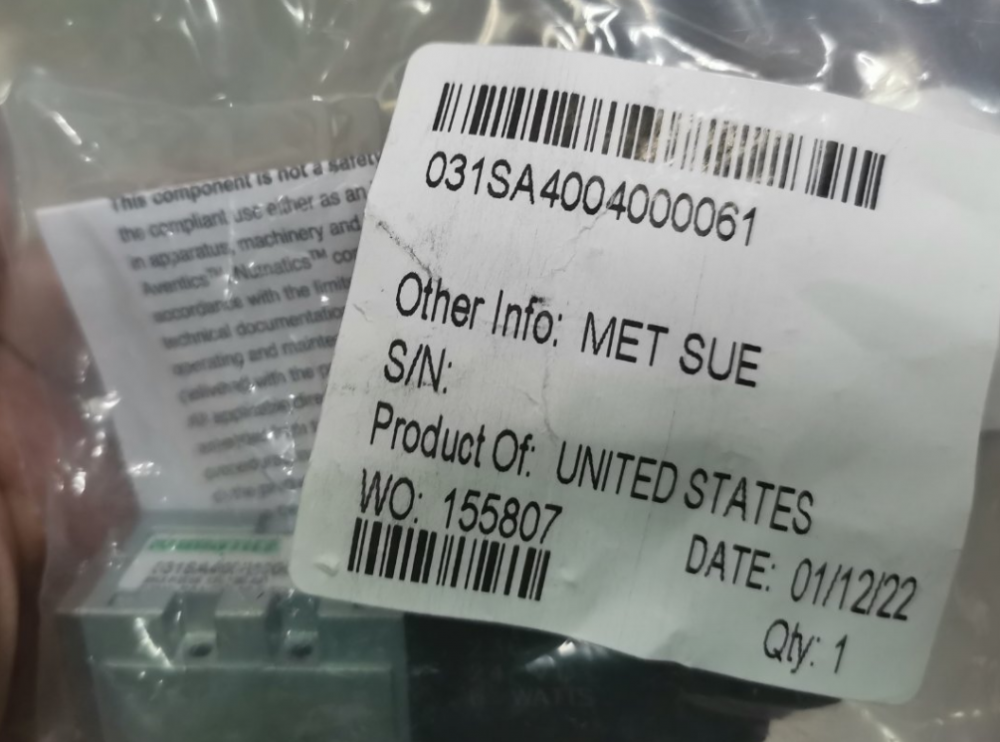 031SA4004000061
Other Info: MET SUE
S/N:
Product Of: UNITED STATES
WO: 155807
DATE: 01/12/22
Qty: 1
This component is not a safety
the compliant use either as an
in apparatus, machinery and
Aventics™ Numatics™
accordance with the
technical documentation
operating and
delivered with the
WATTS